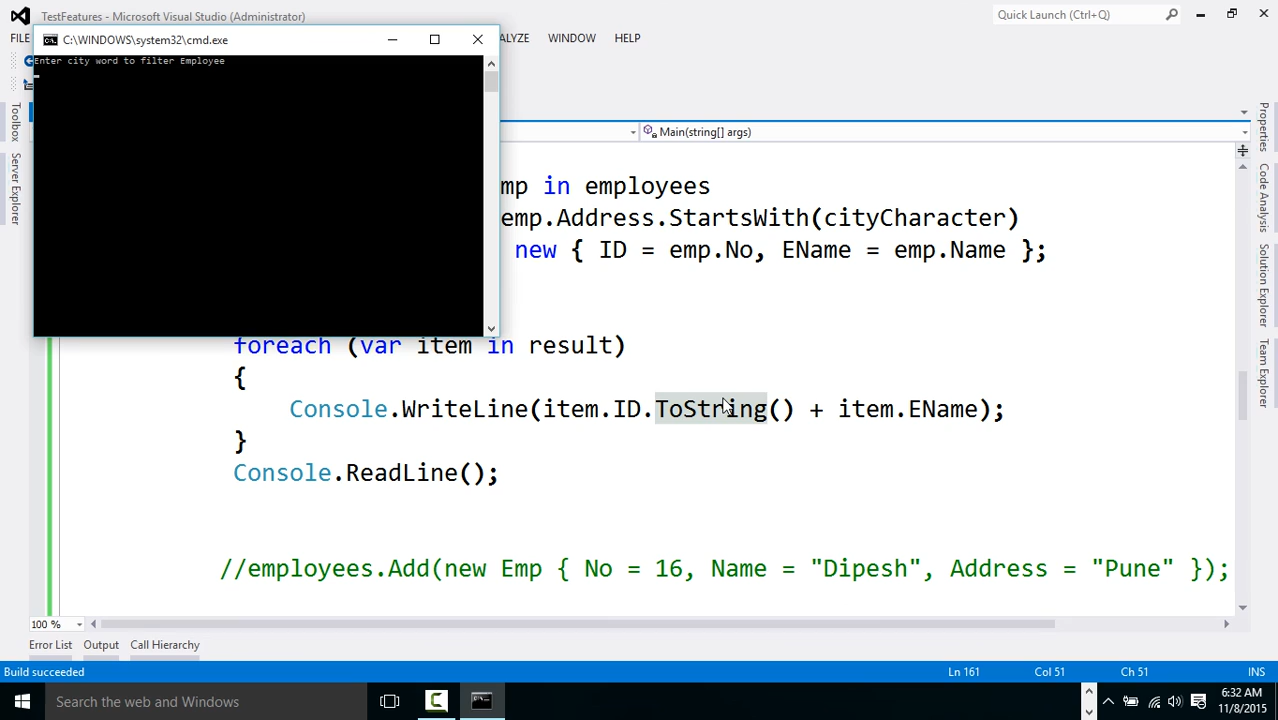 TestFeatures - Microsoft Visual Studio (Administrator)
Quick Launch (Ctrl+Q)
FILE
ALYZE
WINDOW
HELP
C:\WINDOWS\system32\cmd.exe
Enter city word to filter Employee
Toolbox
Server Explorer
Main(string[] args)
Properties
Code Analysis
Solution Explorer
Team Explorer
mp in employees
emp.Address.StartsWith(cityCharacter)
new { ID = emp.No, EName = emp.Name };
foreach (var item in result)
{
Console.WriteLine(item.ID.ToString() + item.EName);
}
Console.ReadLine();
//employees.Add(new Emp { No = 16, Name = "Dipesh", Address = "Pune" });
100 %
Error List
Output
Call Hierarchy
Build succeeded
Ln 161
Col 51
Ch 51
INS
Search the web and Windows
6:32 AM
11/8/2015